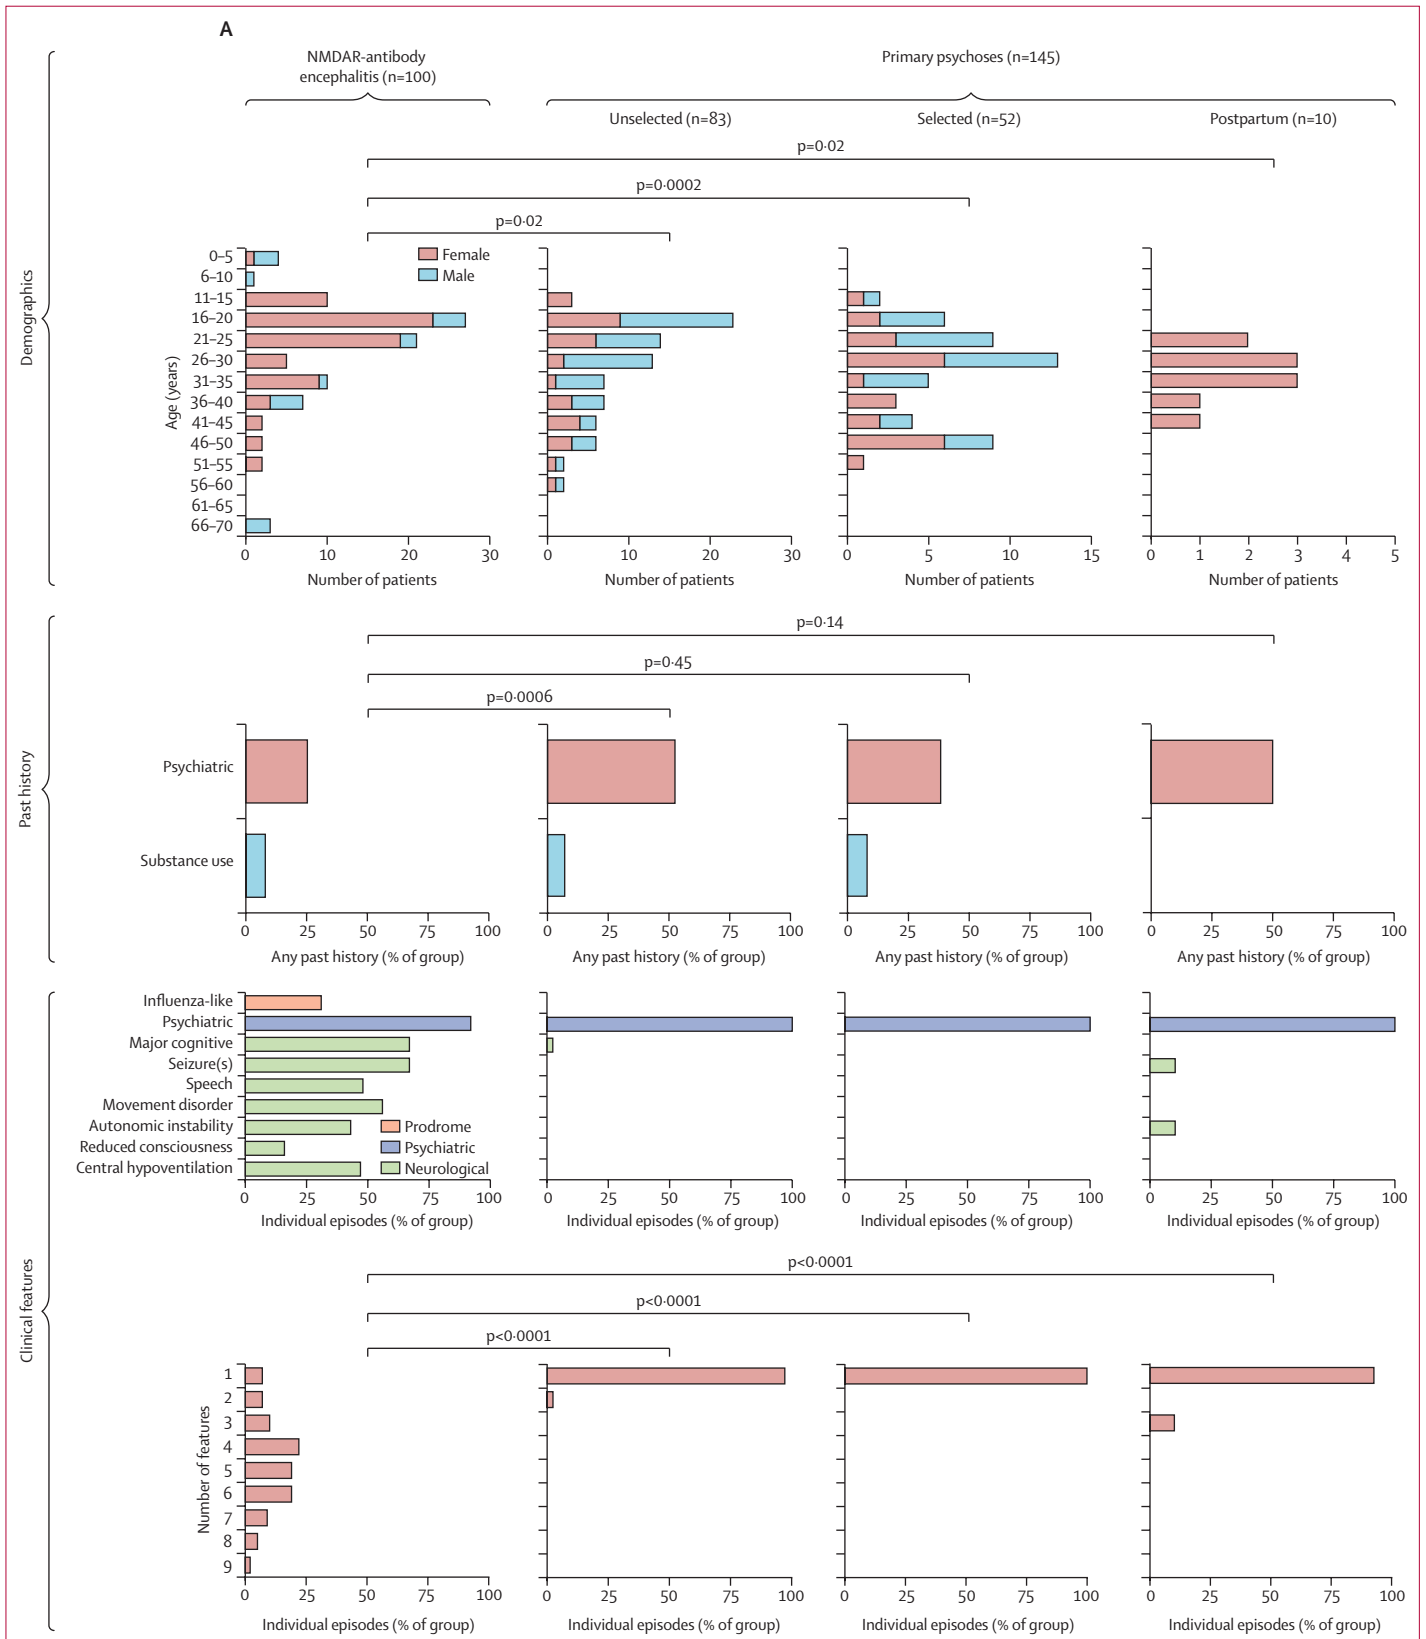 A
NMDAR-antibody
encephalitis (n=100)
Primary psychoses (n=145)
Unselected (n=83)
Selected (n=52)
Postpartum (n=10)
p=0·02
p=0·0002
p=0·02
Demographics
Age (years)
Female
Male
0–5
6–10
11–15
16–20
21–25
26–30
31–35
36–40
41–45
46–50
51–55
56–60
61–65
66–70
0 10 20 30
0 10 20 30
0 5 10 15
0 1 2 3 4 5
Number of patients
Number of patients
Number of patients
Number of patients
p=0·14
p=0·45
p=0·0006
Past history
Psychiatric
Substance use
0 25 50 75 100
0 25 50 75 100
0 25 50 75 100
0 25 50 75 100
Any past history (% of group)
Any past history (% of group)
Any past history (% of group)
Any past history (% of group)
Clinical features
Influenza-like
Psychiatric
Major cognitive
Seizure(s)
Speech
Movement disorder
Autonomic instability
Reduced consciousness
Central hypoventilation
Prodrome
Psychiatric
Neurological
0 25 50 75 100
0 25 50 75 100
0 25 50 75 100
0 25 50 75 100
Individual episodes (% of group)
Individual episodes (% of group)
Individual episodes (% of group)
Individual episodes (% of group)
p<0·0001
p<0·0001
p<0·0001
Number of features
1
2
3
4
5
6
7
8
9
0 25 50 75 100
0 25 50 75 100
0 25 50 75 100
0 25 50 75 100
Individual episodes (% of group)
Individual episodes (% of group)
Individual episodes (% of group)
Individual episodes (% of group)